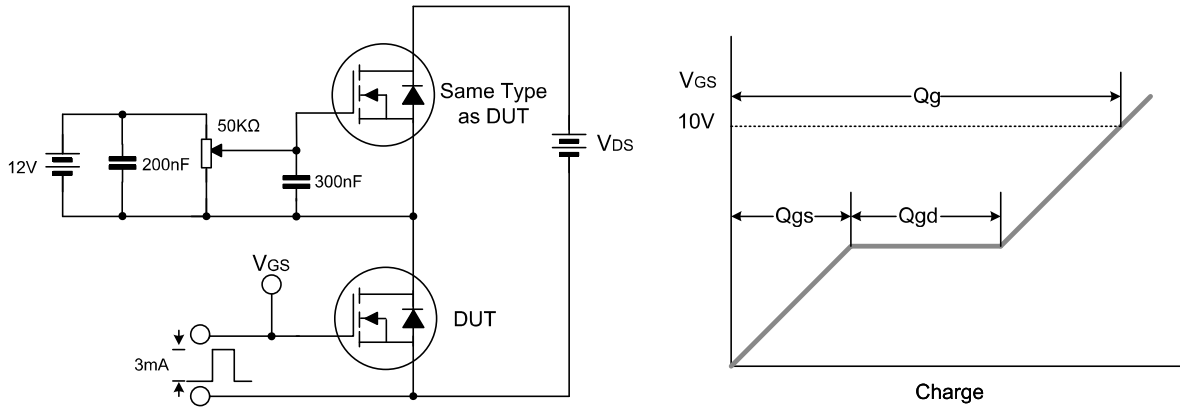 Same Type
as DUT
50KΩ
12V
200nF
300nF
VDS
VGS
DUT
3mA
VGS
10V
Qg
Qgs
Qgd
Charge